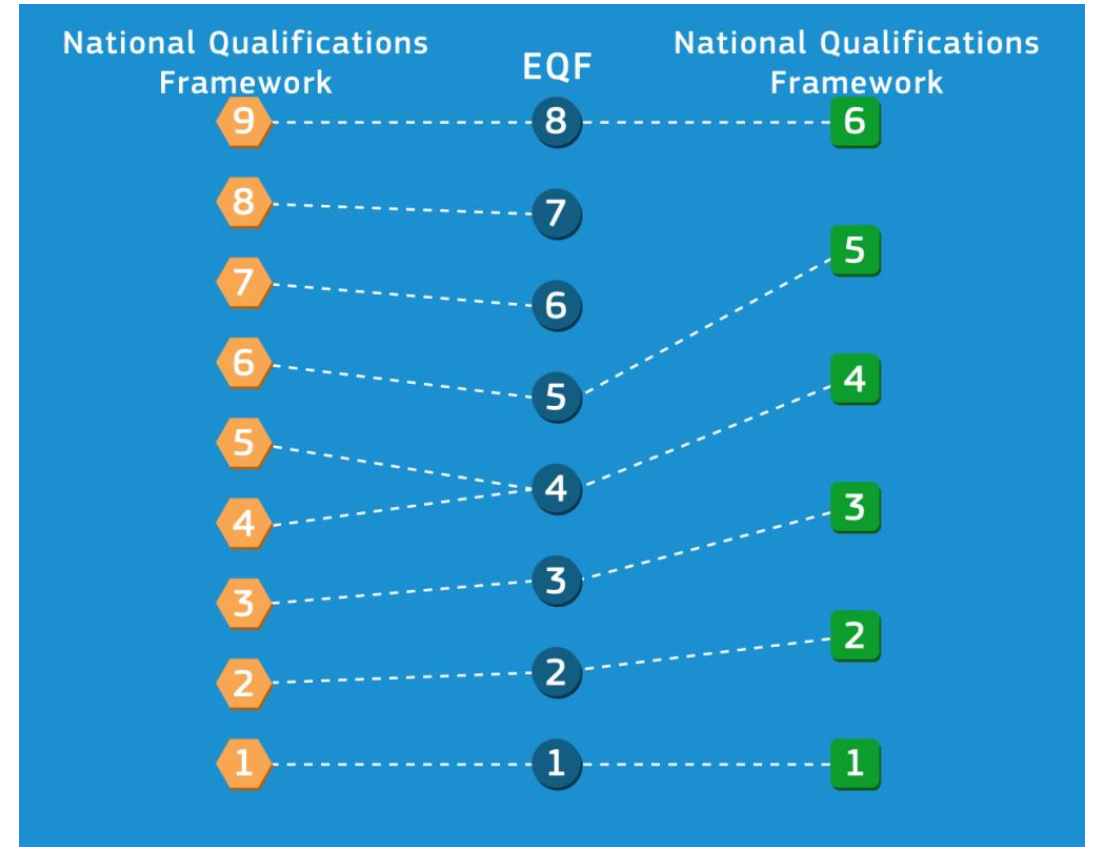 National Qualifications
Framework
EQF
National Qualifications
Framework
9 8 6
8 7
5
7 6
6 5
4
5
4 4
3
3 3
2
2 2
1 1 1